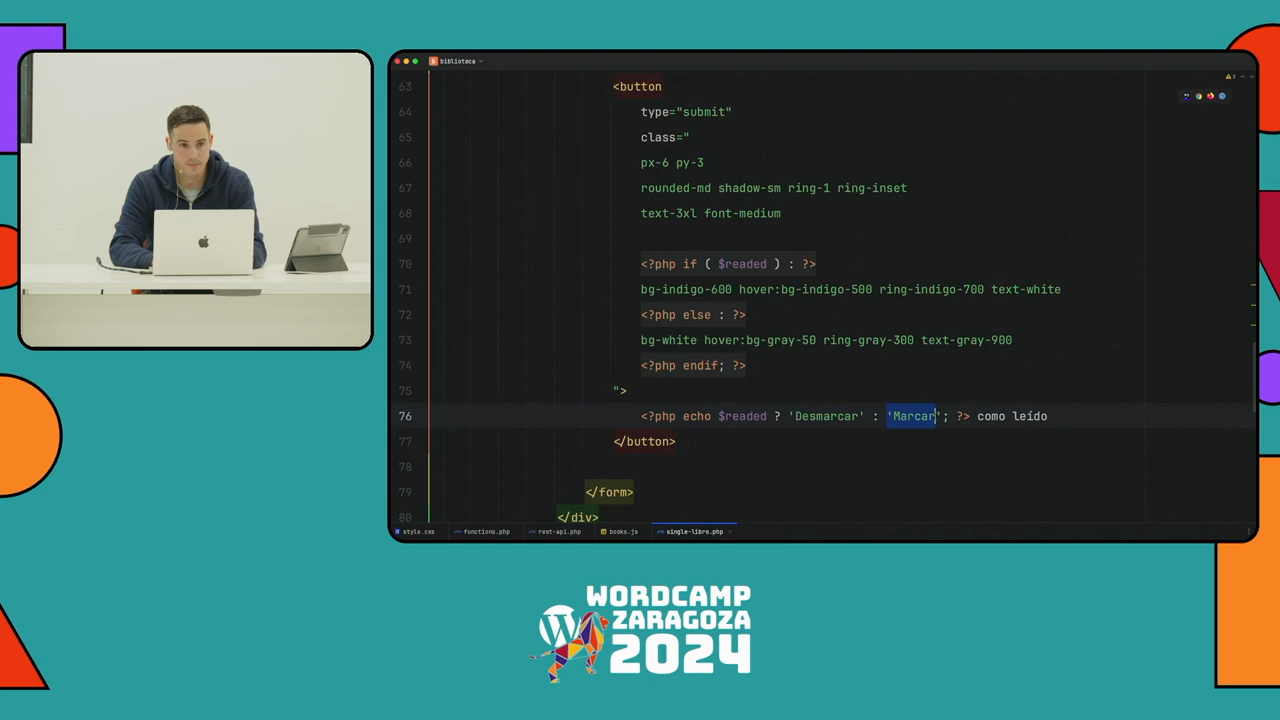 biblioteca
63 <button
64 type="submit"
65 class="
66 px-6 py-3
67 rounded-md shadow-sm ring-1 ring-inset
68 text-3xl font-medium
69
70 <?php if ( $readed ) : ?>
71 bg-indigo-600 hover:bg-indigo-500 ring-indigo-700 text-white
72 <?php else : ?>
73 bg-white hover:bg-gray-50 ring-gray-300 text-gray-900
74 <?php endif; ?>
75 ">
76 <?php echo $readed ? 'Desmarcar' : 'Marcar'; ?> como leído
77 </button>
78
79 </form>
80 </div>
style.css functions.php rest-api.php books.js single-libro.php
WORDCAMP
ZARAGOZA
2024